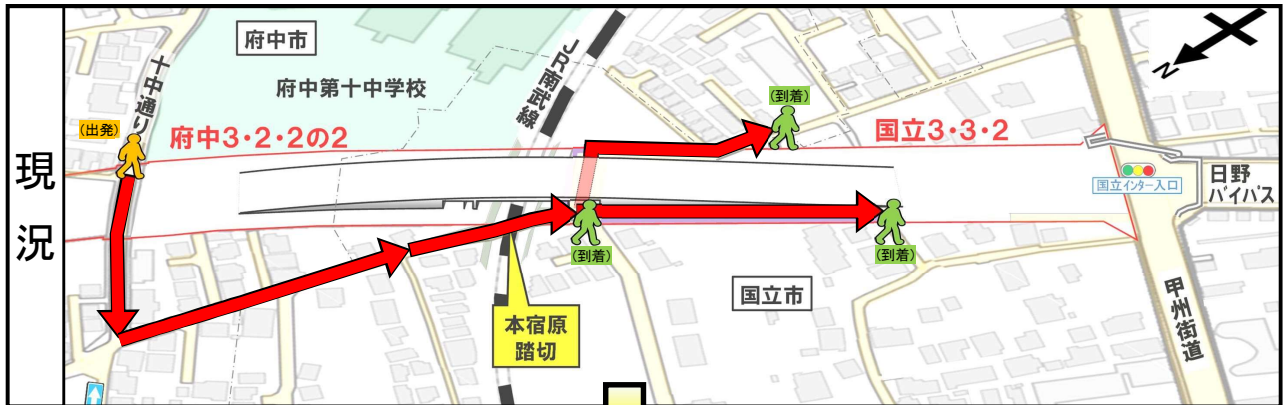 現況
府中市
十中通り
府中第十中学校
JR南武線
(出発)
府中3・2・2の2
(到着)
国立3・3・2
N
国立インター入口
日野
バイパス
(到着)
(到着)
本宿原
踏切
国立市
甲州街道